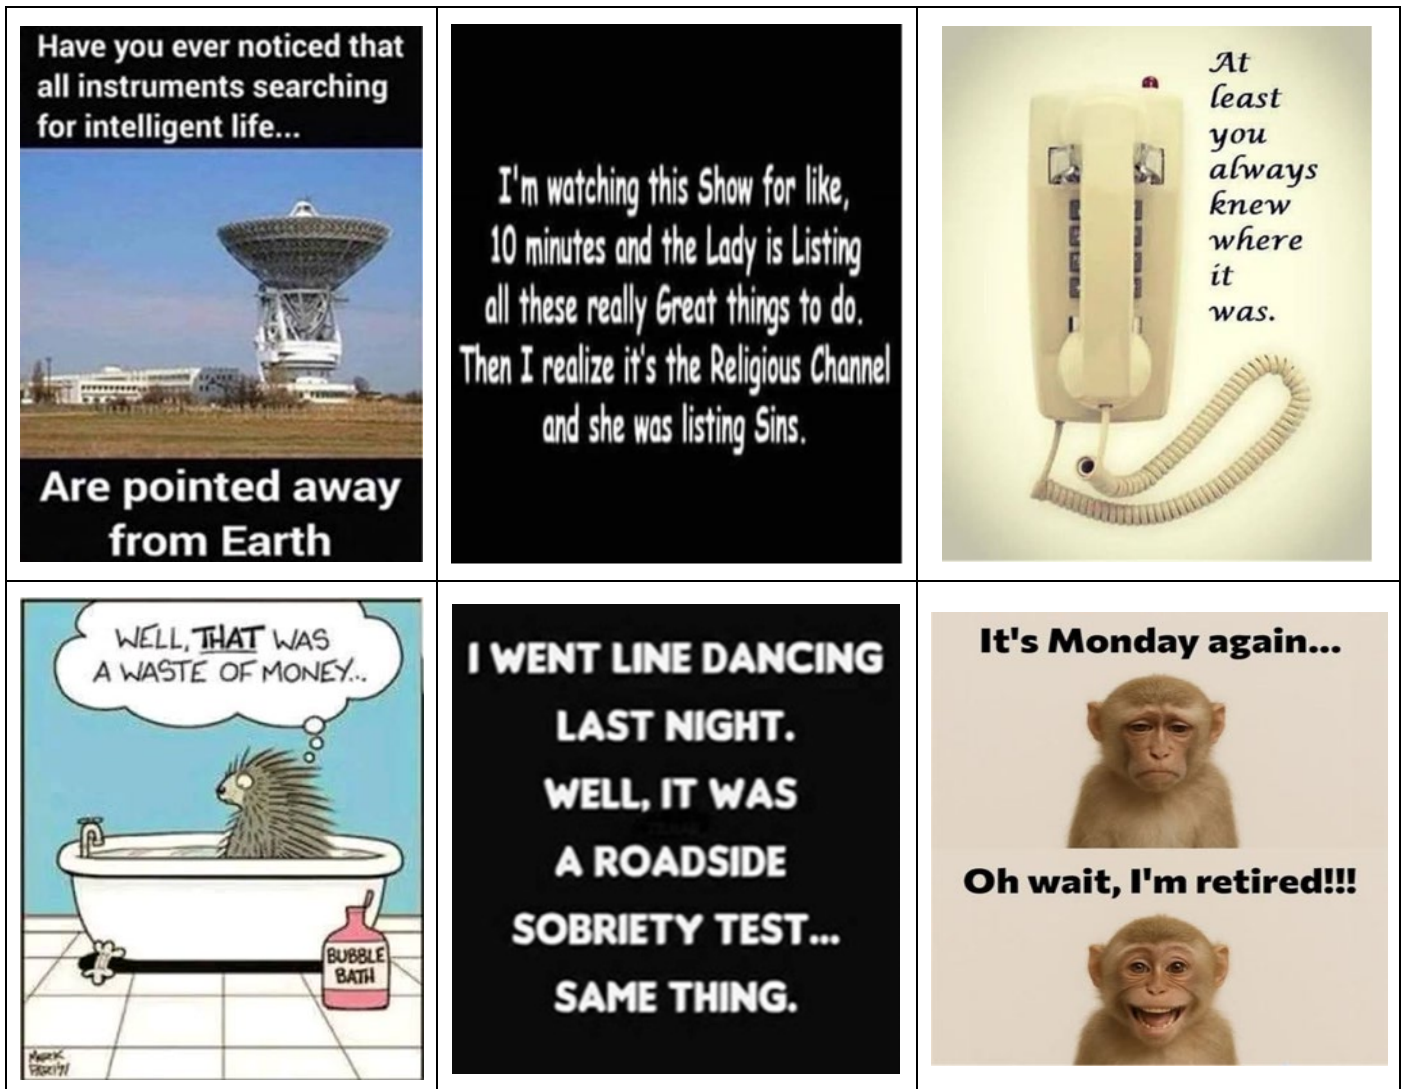 Have you ever noticed that
all instruments searching
for intelligent life...
Are pointed away
from Earth
I'm watching this Show for like,
10 minutes and the Lady is Listing
all these really Great things to do.
Then I realize it's the Religious Channel
and she was listing Sins.
At
least
you
always
knew
where
it
was.
WELL, THAT WAS
A WASTE OF MONEY...
BUBBLE
BATH
I WENT LINE DANCING
LAST NIGHT.
WELL, IT WAS
A ROADSIDE
SOBRIETY TEST...
SAME THING.
It's Monday again...
Oh wait, I'm retired!!!